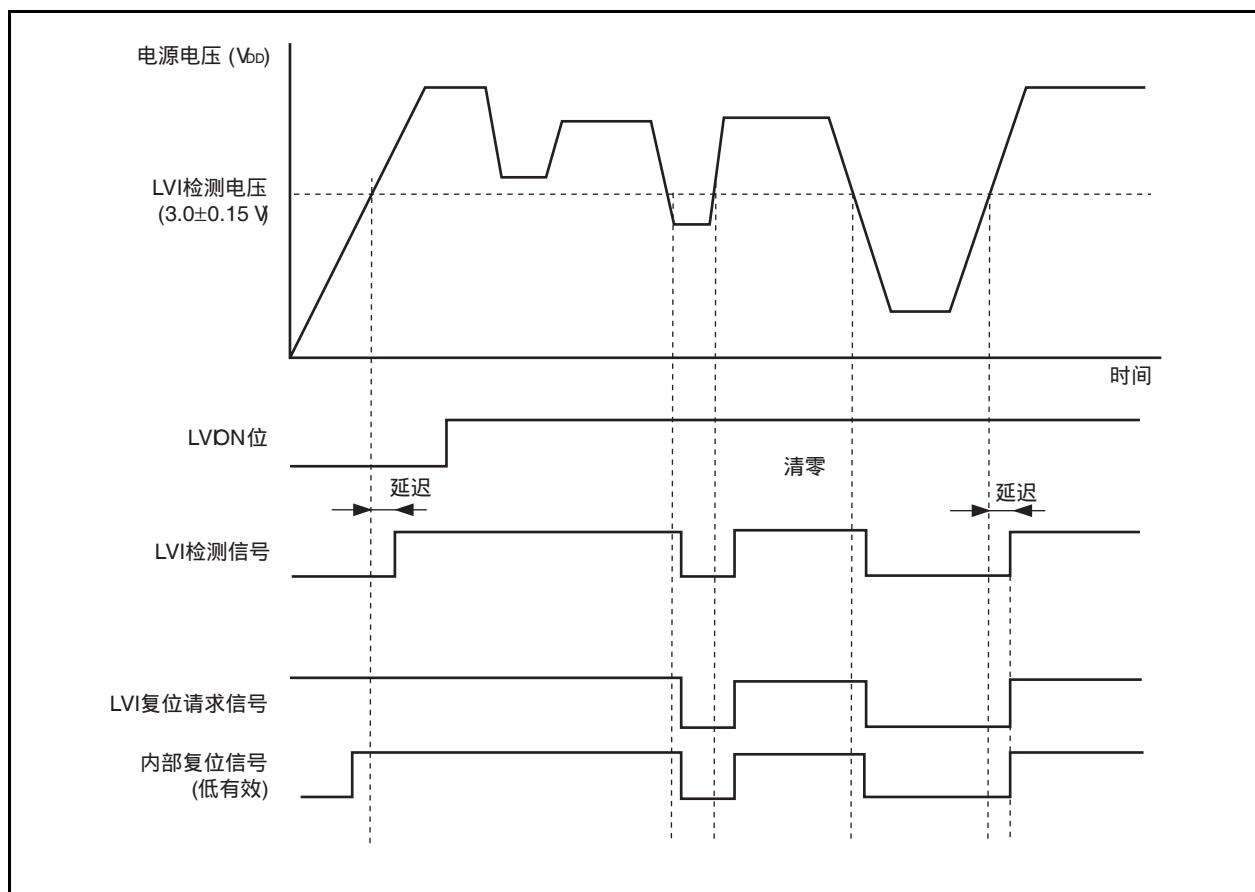 电源电压 (VDD)
LVI检测电压
(3.0±0.15 V)
时间
LVION位
清零
延迟
延迟
LVI检测信号
LVI复位请求信号
内部复位信号
(低有效)